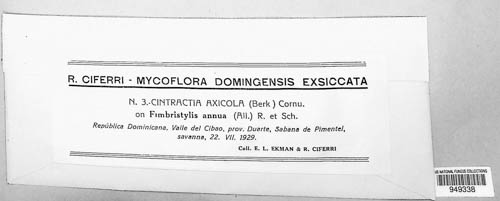 R. CIFERRI - MYCOFLORA DOMINGENSIS EXSICCATA
N. 3.-CINTRACTIA AXICOLA (Berk) Cornu.
on Fimbristylis annua (All.) R. et Sch.
República Dominicana, Valle del Cibao, prov. Duarte, Sabana de Pimentel,
savanna, 22. VII. 1929.
Coll. E. L. EKMAN & R. CIFERRI
US NATIONAL FUNGUS COLLECTIONS
949338